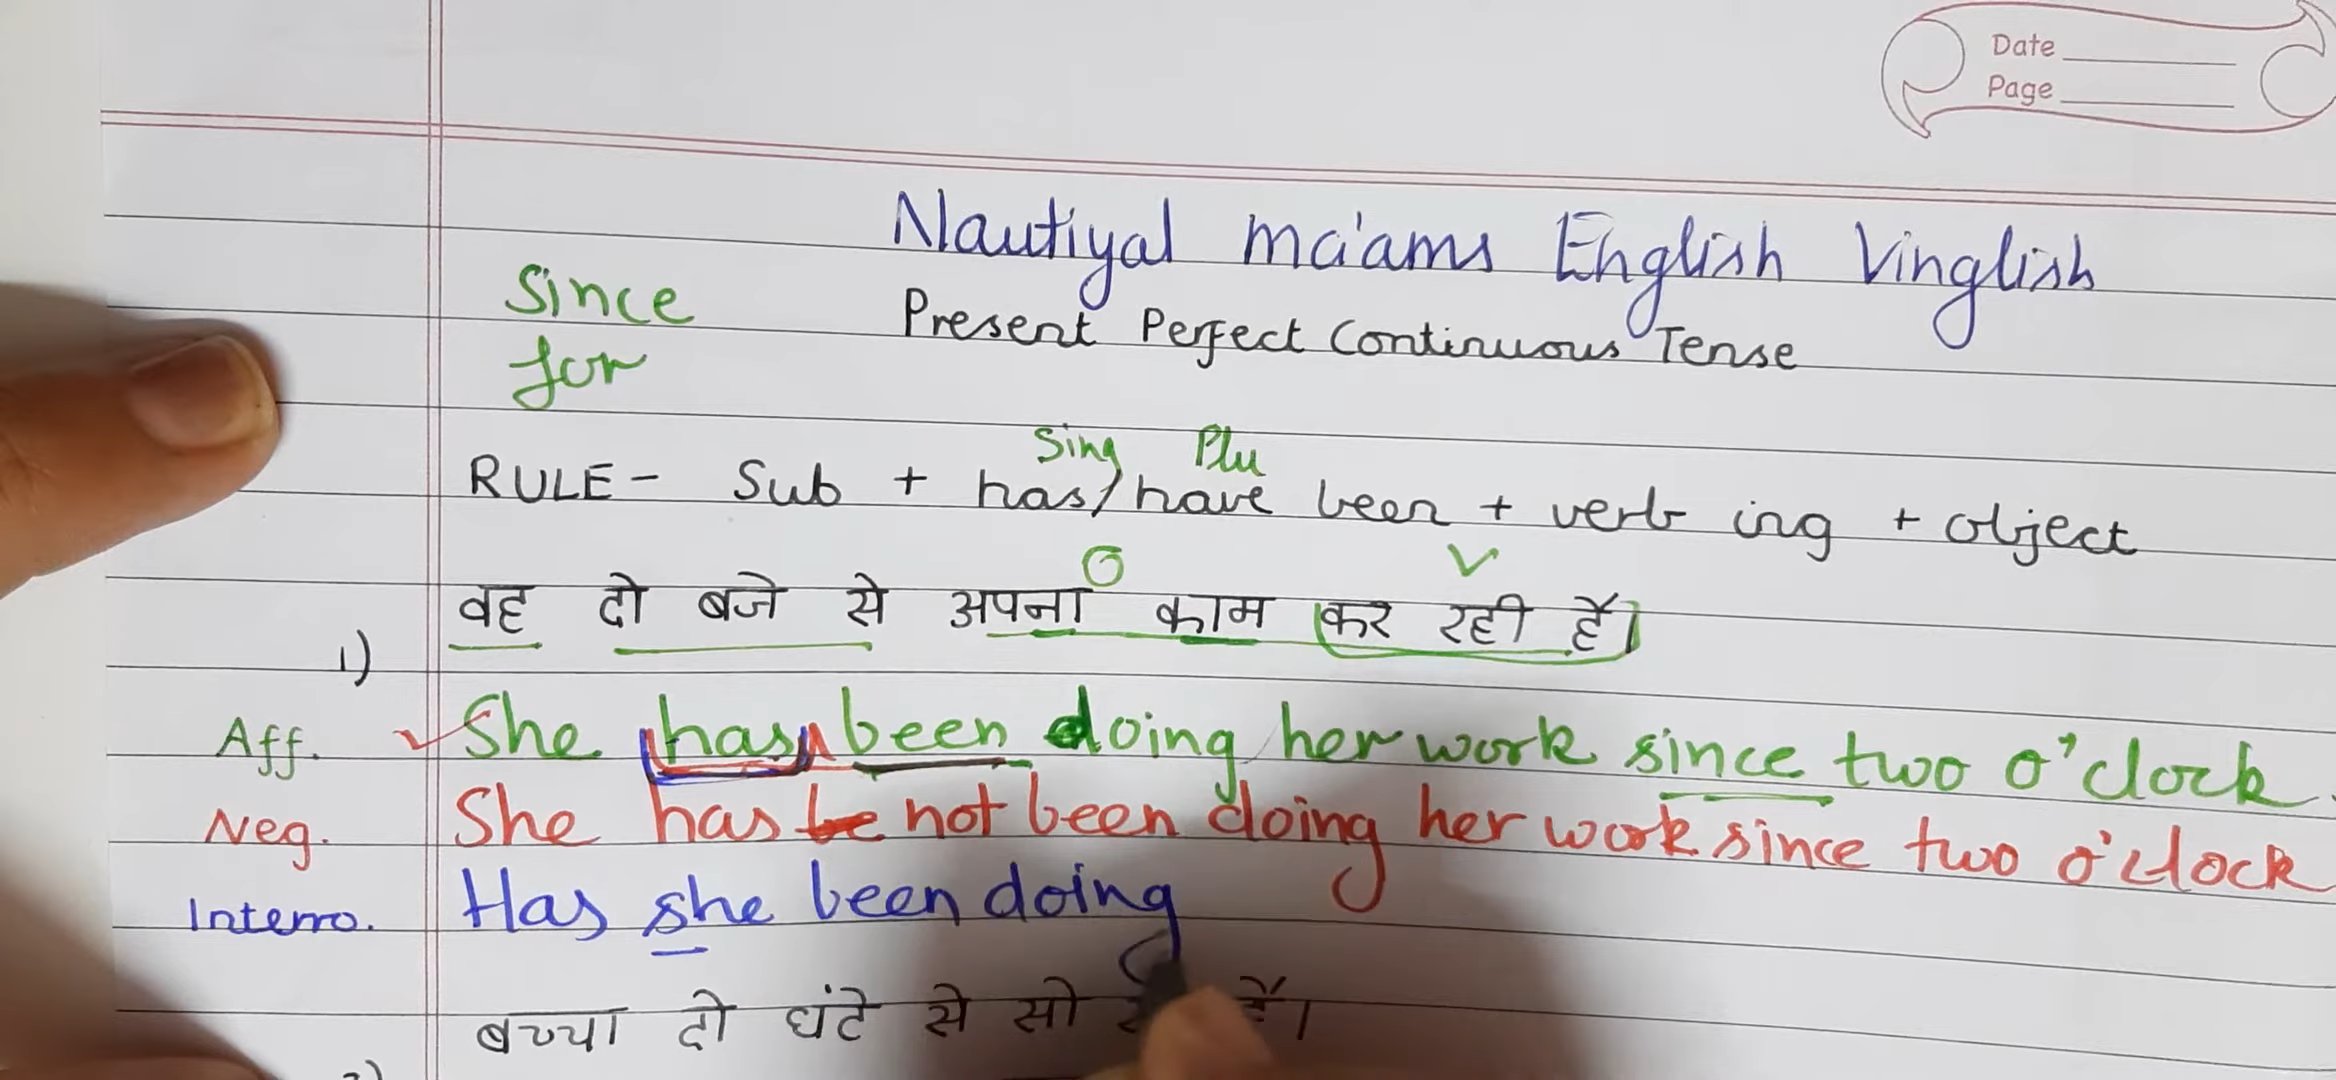 Date
Page
Nautiyal ma'ams English Vinglish
Since
Present Perfect Continuous Tense
for
Sing Plu
RULE- Sub + has/have been + verb ing + object
O V
वह दो बजे से अपना काम कर रही हैं।
1)
Aff. She has been doing her work since two o'clock.
Neg. She has be not been doing her work since two o'clock
Interro. Has she been doing
बच्चा दो घंटे से सो हैं।
2)